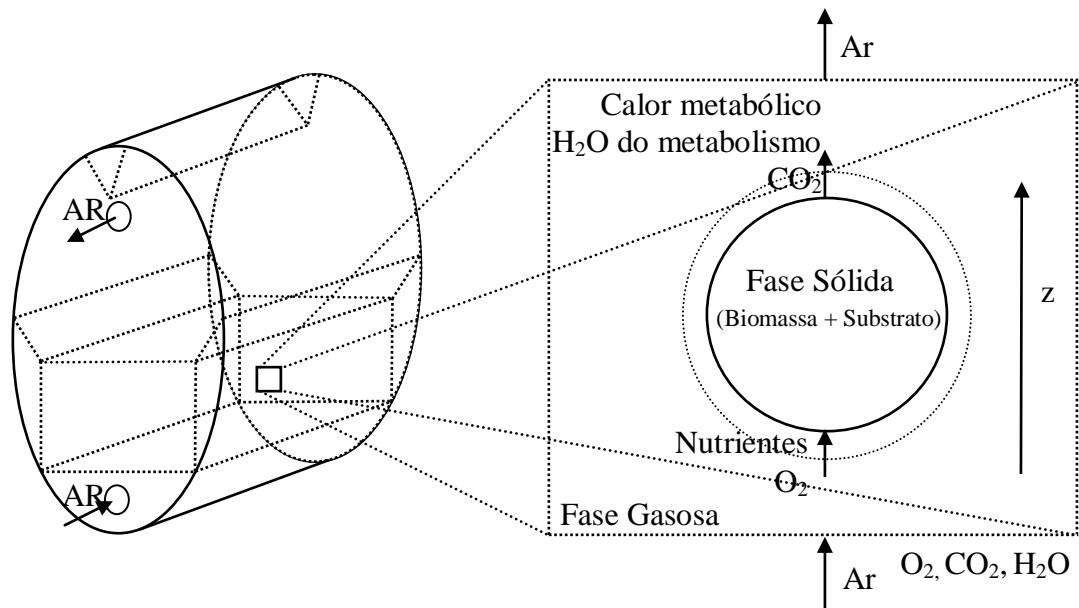 Ar
Calor metabólico
H₂O do metabolismo
CO₂
AR
Fase Sólida
(Biomassa + Substrato)
z
Nutrientes
O₂
AR
Fase Gasosa
O₂, CO₂, H₂O
Ar